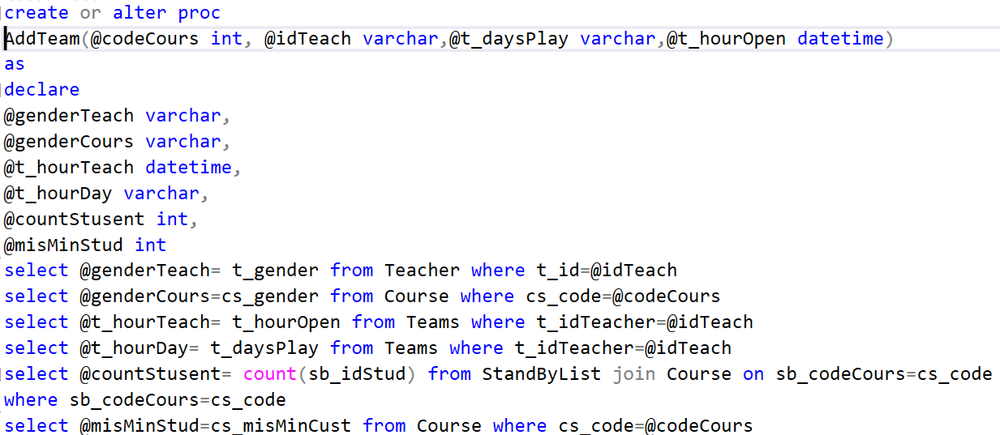 create or alter proc
AddTeam(@codeCours int, @idTeach varchar,@t_daysPlay varchar,@t_hourOpen datetime)
as
declare
@genderTeach varchar,
@genderCours varchar,
@t_hourTeach datetime,
@t_hourDay varchar,
@countStusent int,
@misMinStud int
select @genderTeach= t_gender from Teacher where t_id=@idTeach
select @genderCours=cs_gender from Course where cs_code=@codeCours
select @t_hourTeach= t_hourOpen from Teams where t_idTeacher=@idTeach
select @t_hourDay= t_daysPlay from Teams where t_idTeacher=@idTeach
select @countStusent= count(sb_idStud) from StandByList join Course on sb_codeCours=cs_code
where sb_codeCours=cs_code
select @misMinStud=cs_misMinCust from Course where cs_code=@codeCours